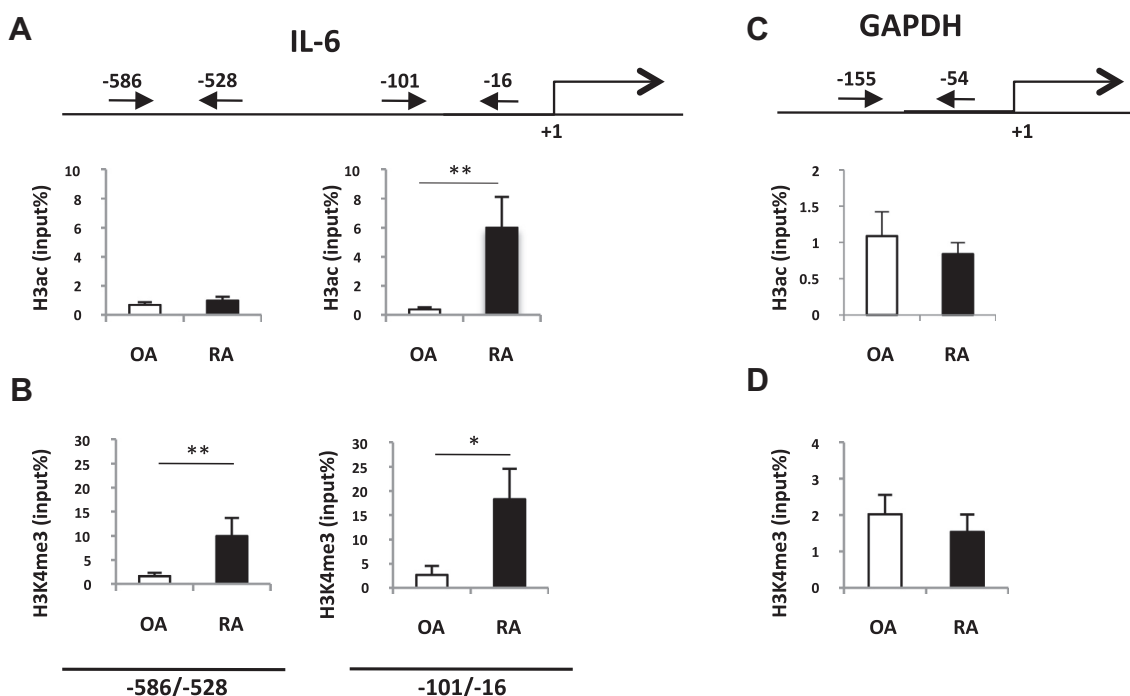 A
IL-6
-586
-528
-101
-16
+1
H3ac (input%)
10
8
6
4
2
0
OA
RA
H3ac (input%)
10
8
6
4
2
0
**
OA
RA
C
GAPDH
-155
-54
+1
H3ac (input%)
2
1.5
1
0.5
0
OA
RA
B
H3K4me3 (input%)
30
25
20
15
10
5
0
**
OA
RA
-586/-528
H3K4me3 (input%)
30
25
20
15
10
5
0
*
OA
RA
-101/-16
D
H3K4me3 (input%)
4
3
2
1
0
OA
RA